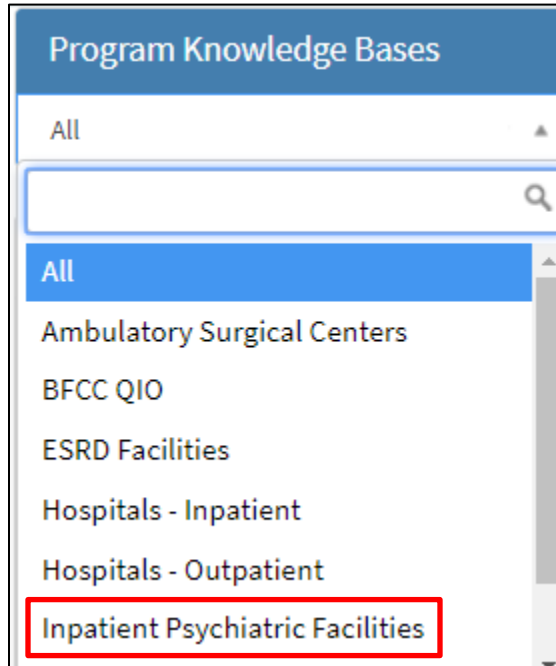 Program Knowledge Bases
All
All
Ambulatory Surgical Centers
BFCC QIO
ESRD Facilities
Hospitals - Inpatient
Hospitals - Outpatient
Inpatient Psychiatric Facilities